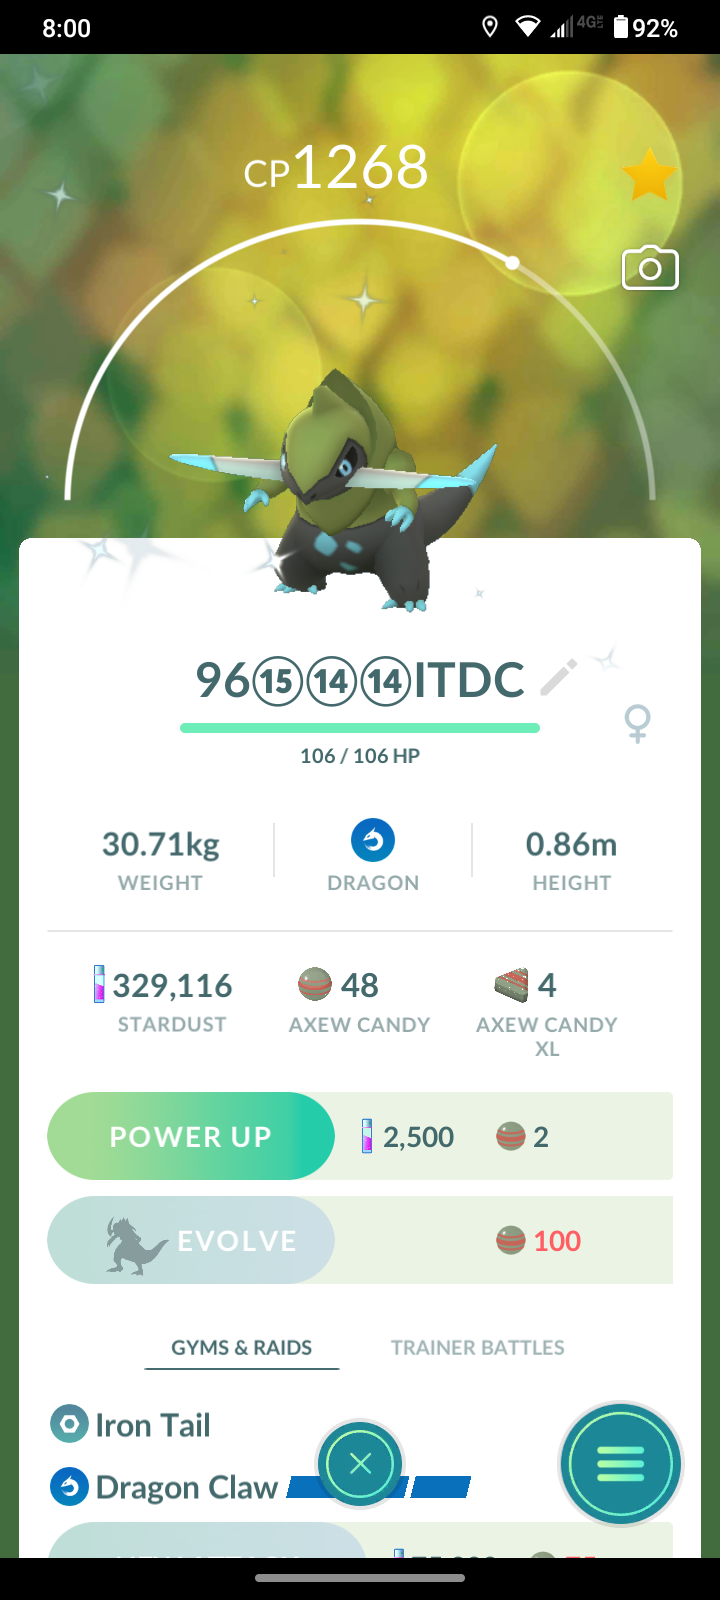 8:00 4G LTE 92%
CP1268
96⑮⑭⑭ITDC
106 / 106 HP
30.71kg 0.86m
WEIGHT DRAGON HEIGHT
329,116 48 4
STARDUST AXEW CANDY AXEW CANDY
XL
POWER UP 2,500 2
EVOLVE 100
GYMS & RAIDS TRAINER BATTLES
Iron Tail
Dragon Claw